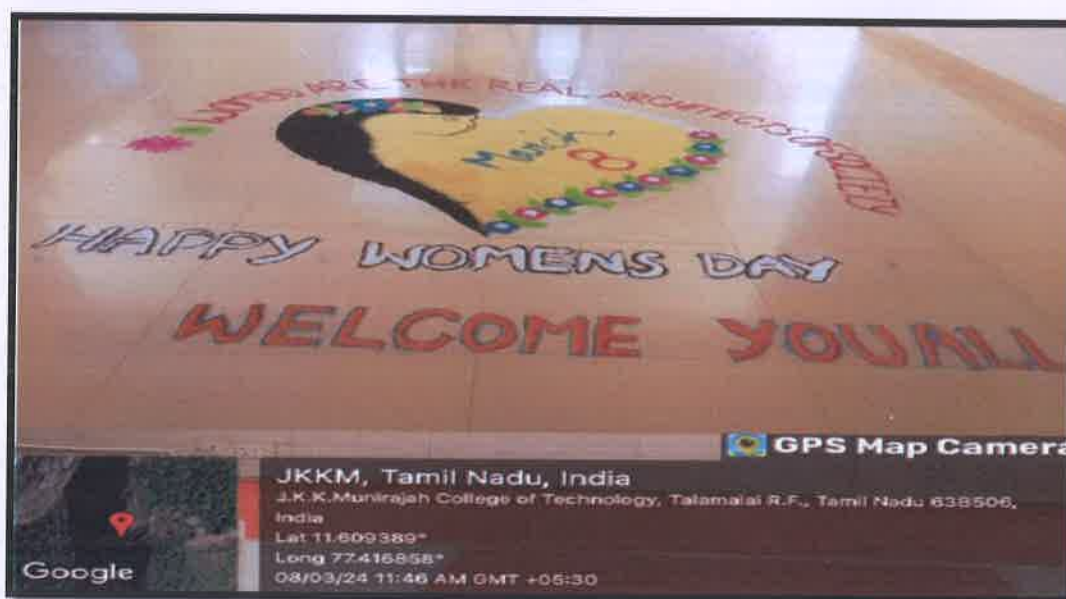 WOMEN ARE THE REAL ARCHITECTS OF SOCIETY
March
8
HAPPY WOMENS DAY
WELCOME YOU ALL
GPS Map Camera
JKKM, Tamil Nadu, India
J.K.K.Munirajah College of Technology, Talamalai R.F., Tamil Nadu 638506,
India
Lat 11.609389°
Long 77.416858°
08/03/24 11:46 AM GMT +05:30
Google